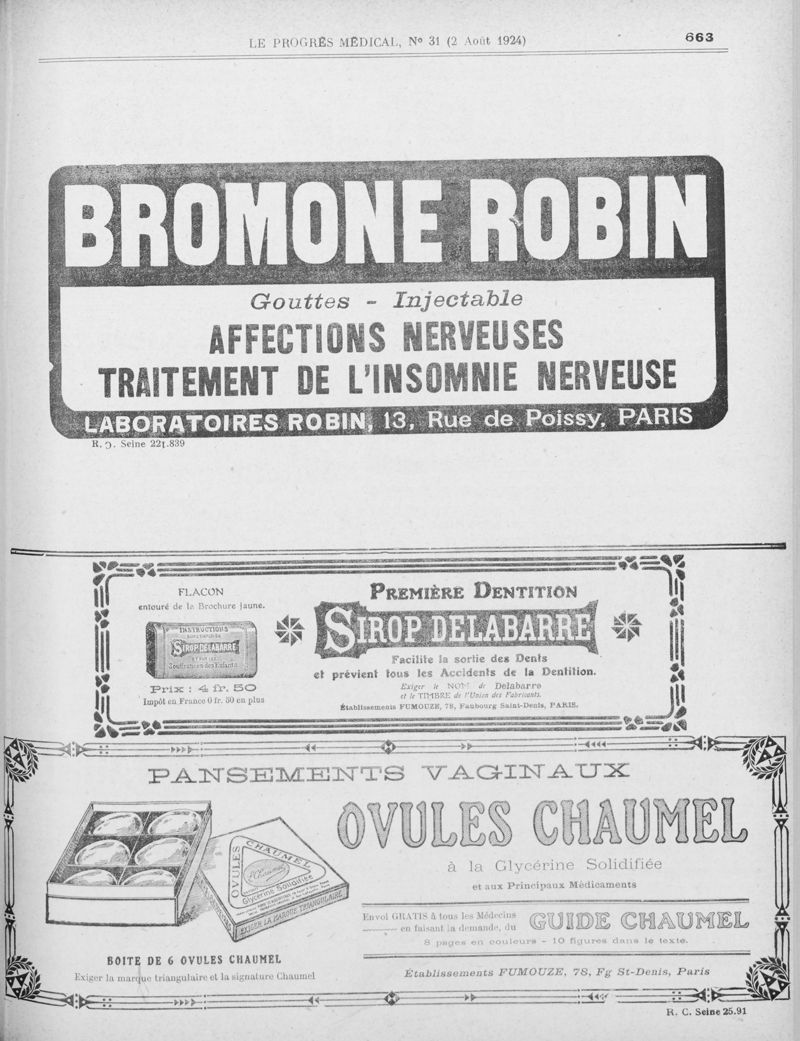 LE PROGRÈS MÉDICAL, Nº 31 (2 Août 1924)
663
BROMONE ROBIN
Gouttes - Injectable
AFFECTIONS NERVEUSES
TRAITEMENT DE L'INSOMNIE NERVEUSE
LABORATOIRES ROBIN, 13, Rue de Poissy, PARIS
R. C. Seine 221.839
FLACON
entouré de la Brochure jaune.
INSTRUCTIONS
SIROP DELABARRE
Souffrances des Enfants
Prix : 4 fr. 50
Impôt en France 0 fr. 50 en plus
PREMIÈRE DENTITION
SIROP DELABARRE
Facilite la sortie des Dents
et prévient tous les Accidents de la Dentition.
Exiger le NOM de Delabarre
et le TIMBRE de l'Union des Fabricants.
Établissements FUMOUZE, 78, Faubourg Saint-Denis, PARIS.
PANSEMENTS VAGINAUX
OVULES CHAUMEL
à la Glycérine Solidifiée
et aux Principaux Médicaments
OVULES CHAUMEL
Glycérine Solidifiée
EXIGER LA MARQUE TRIANGULAIRE
Envoi GRATIS à tous les Médecins
en faisant la demande, du
GUIDE CHAUMEL
8 pages en couleurs - 10 figures dans le texte.
BOITE DE 6 OVULES CHAUMEL
Exiger la marque triangulaire et la signature Chaumel
Établissements FUMOUZE, 78, Fg St-Denis, Paris
R. C. Seine 25.91